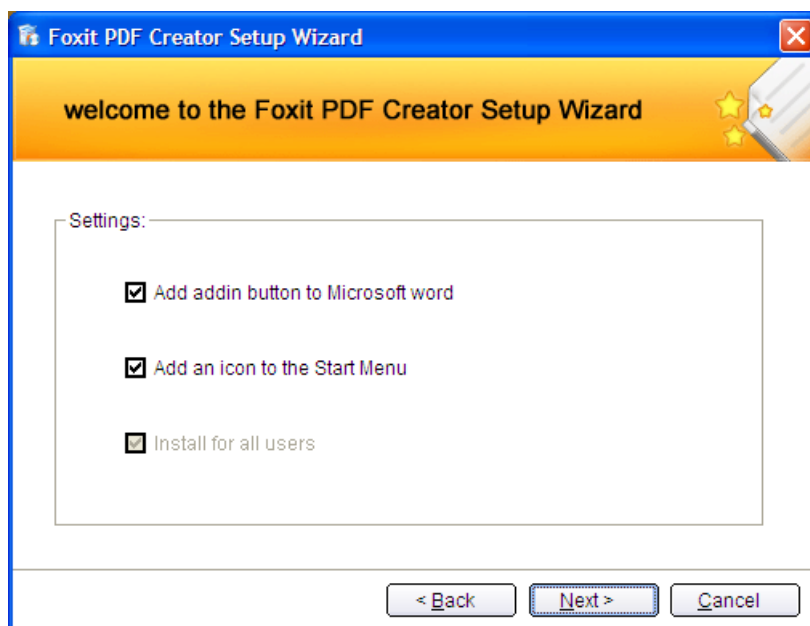 Foxit PDF Creator Setup Wizard
welcome to the Foxit PDF Creator Setup Wizard
Settings:
Add addin button to Microsoft word
Add an icon to the Start Menu
Install for all users
< Back Next > Cancel